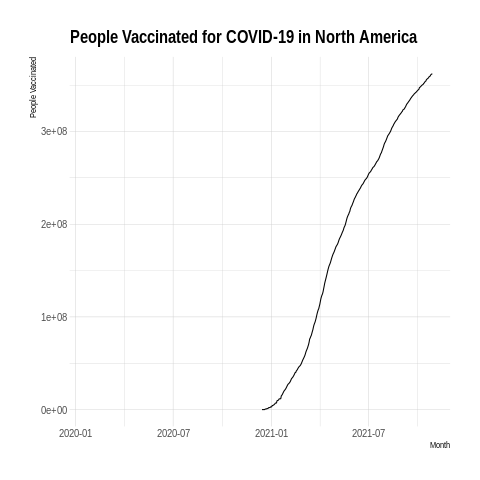 People Vaccinated for COVID-19 in North America
People Vaccinated
3e+08
2e+08
1e+08
0e+00
2020-01 2020-07 2021-01 2021-07
Month